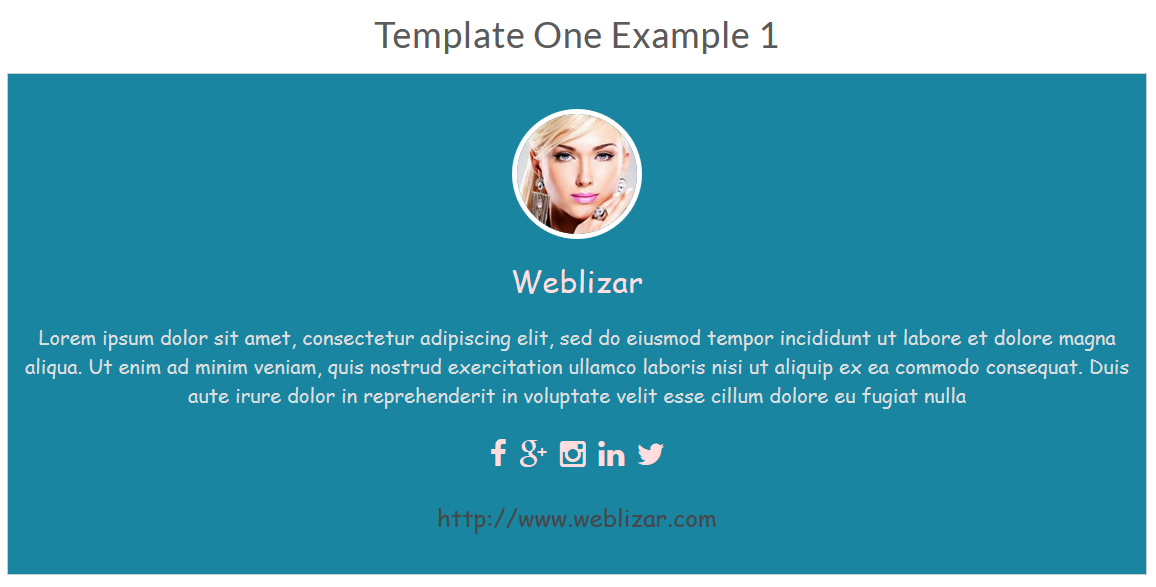 Template One Example 1
Weblizar
Lorem ipsum dolor sit amet, consectetur adipiscing elit, sed do eiusmod tempor incididunt ut labore et dolore magna
aliqua. Ut enim ad minim veniam, quis nostrud exercitation ullamco laboris nisi ut aliquip ex ea commodo consequat. Duis
aute irure dolor in reprehenderit in voluptate velit esse cillum dolore eu fugiat nulla
http://www.weblizar.com